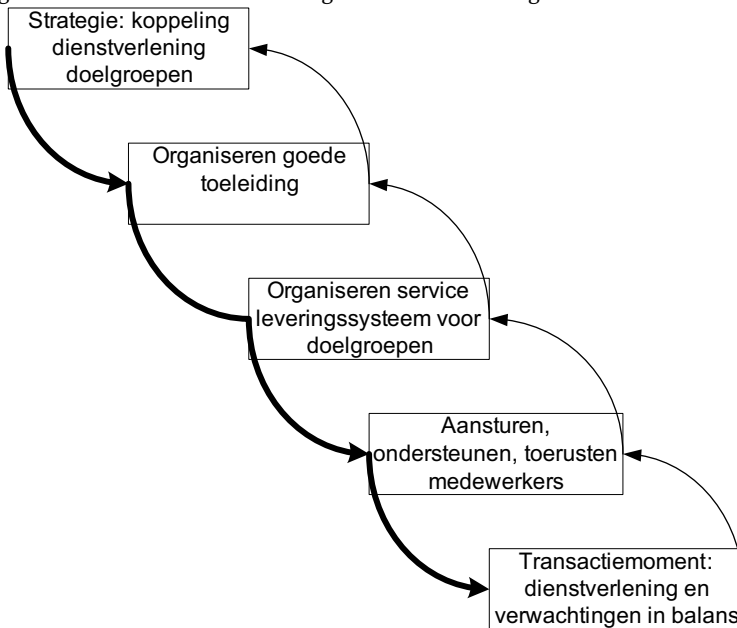 Strategie: koppeling
dienstverlening
doelgroepen
Organiseren goede
toeleiding
Organiseren service
leveringssysteem voor
doelgroepen
Aansturen,
ondersteunen, toerusten
medewerkers
Transactiemoment:
dienstverlening en
verwachtingen in balans